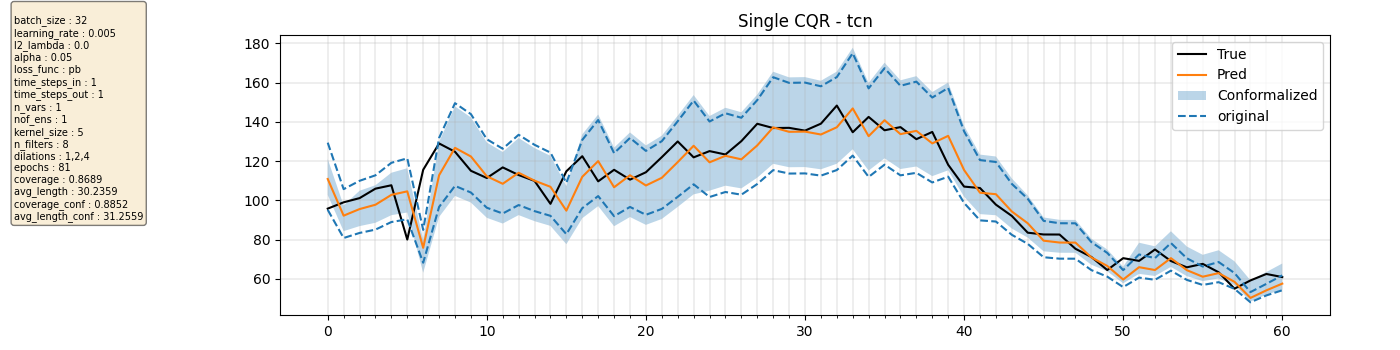 batch_size : 32
learning_rate : 0.005
l2_lambda : 0.0
alpha : 0.05
loss_func : pb
time_steps_in : 1
time_steps_out : 1
n_vars : 1
nof_ens : 1
kernel_size : 5
n_filters : 8
dilations : 1,2,4
epochs : 81
coverage : 0.8689
avg_length : 30.2359
coverage_conf : 0.8852
avg_length_conf : 31.2559
Single CQR - tcn
180
160
140
120
100
80
60
True
Pred
Conformalized
original
0 10 20 30 40 50 60